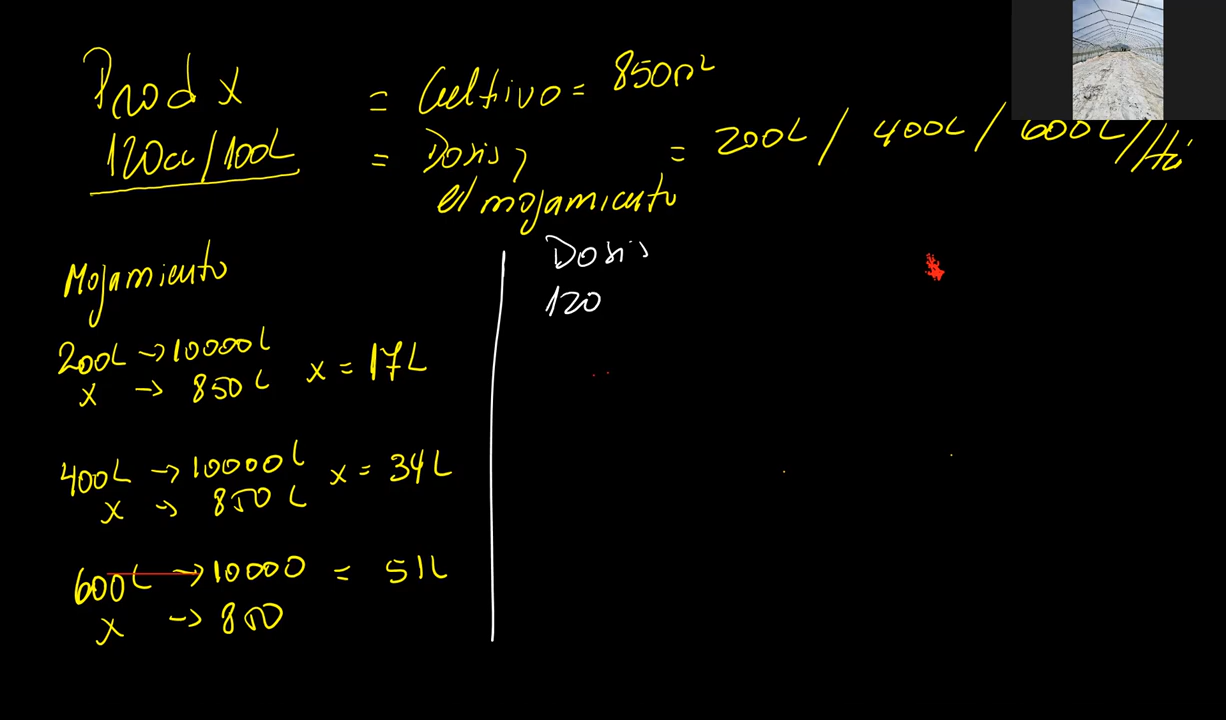 Prod x = Cultivo = 850m²
120cc/100L = Dosis, = 200L / 400L / 600L//Há
el mojamiento
Mojamiento
200L → 10000L
x → 850L x = 17L
400L → 10000L x = 34L
x → 850 L
600L → 10000 = 51L
x → 850
Dosis
120